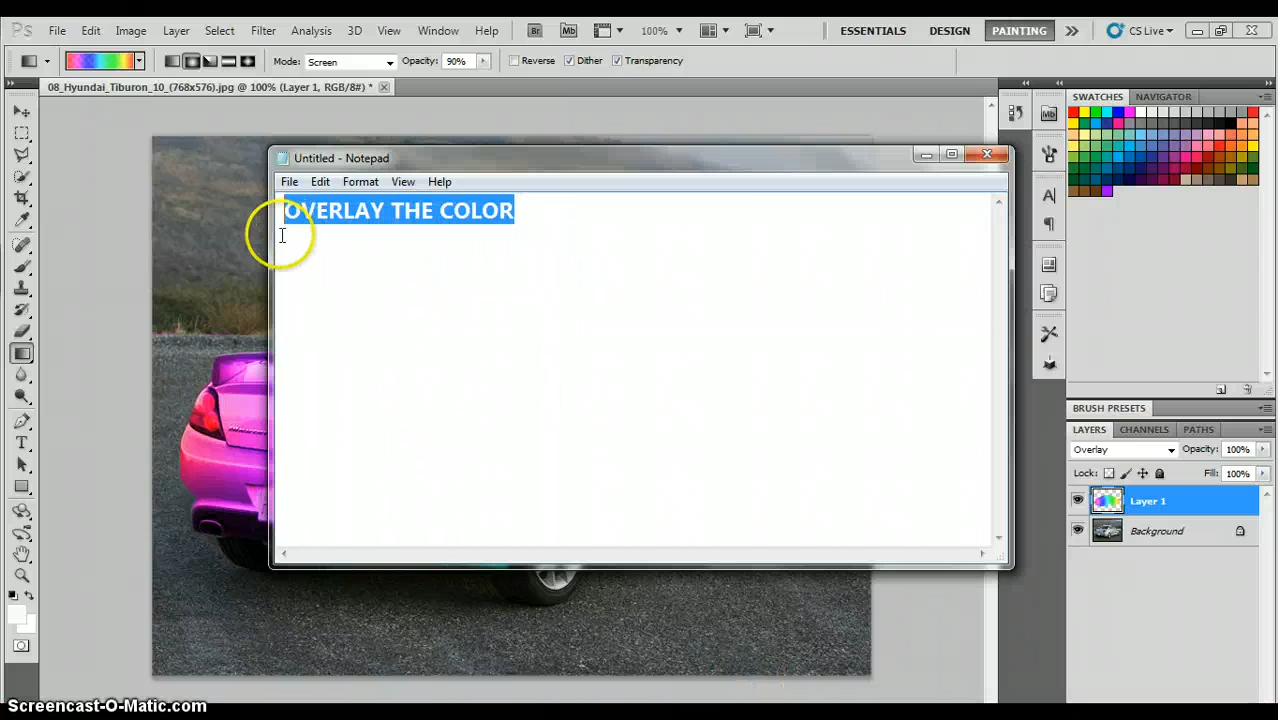 Ps Br Mb 100% ESSENTIALS DESIGN PAINTING CS Live
File Edit Image Layer Select Filter Analysis 3D View Window Help
Mode: Screen Opacity: 90% Reverse Dither Transparency
08_Hyundai_Tiburon_10_(768x576).jpg @ 100% (Layer 1, RGB/8#) *
SWATCHES NAVIGATOR
Mb
Untitled - Notepad
File Edit Format View Help
OVERLAY THE COLOR
BRUSH PRESETS
LAYERS CHANNELS PATHS
Overlay Opacity: 100%
Lock: Fill: 100%
Layer 1
Background
Screencast-O-Matic.com